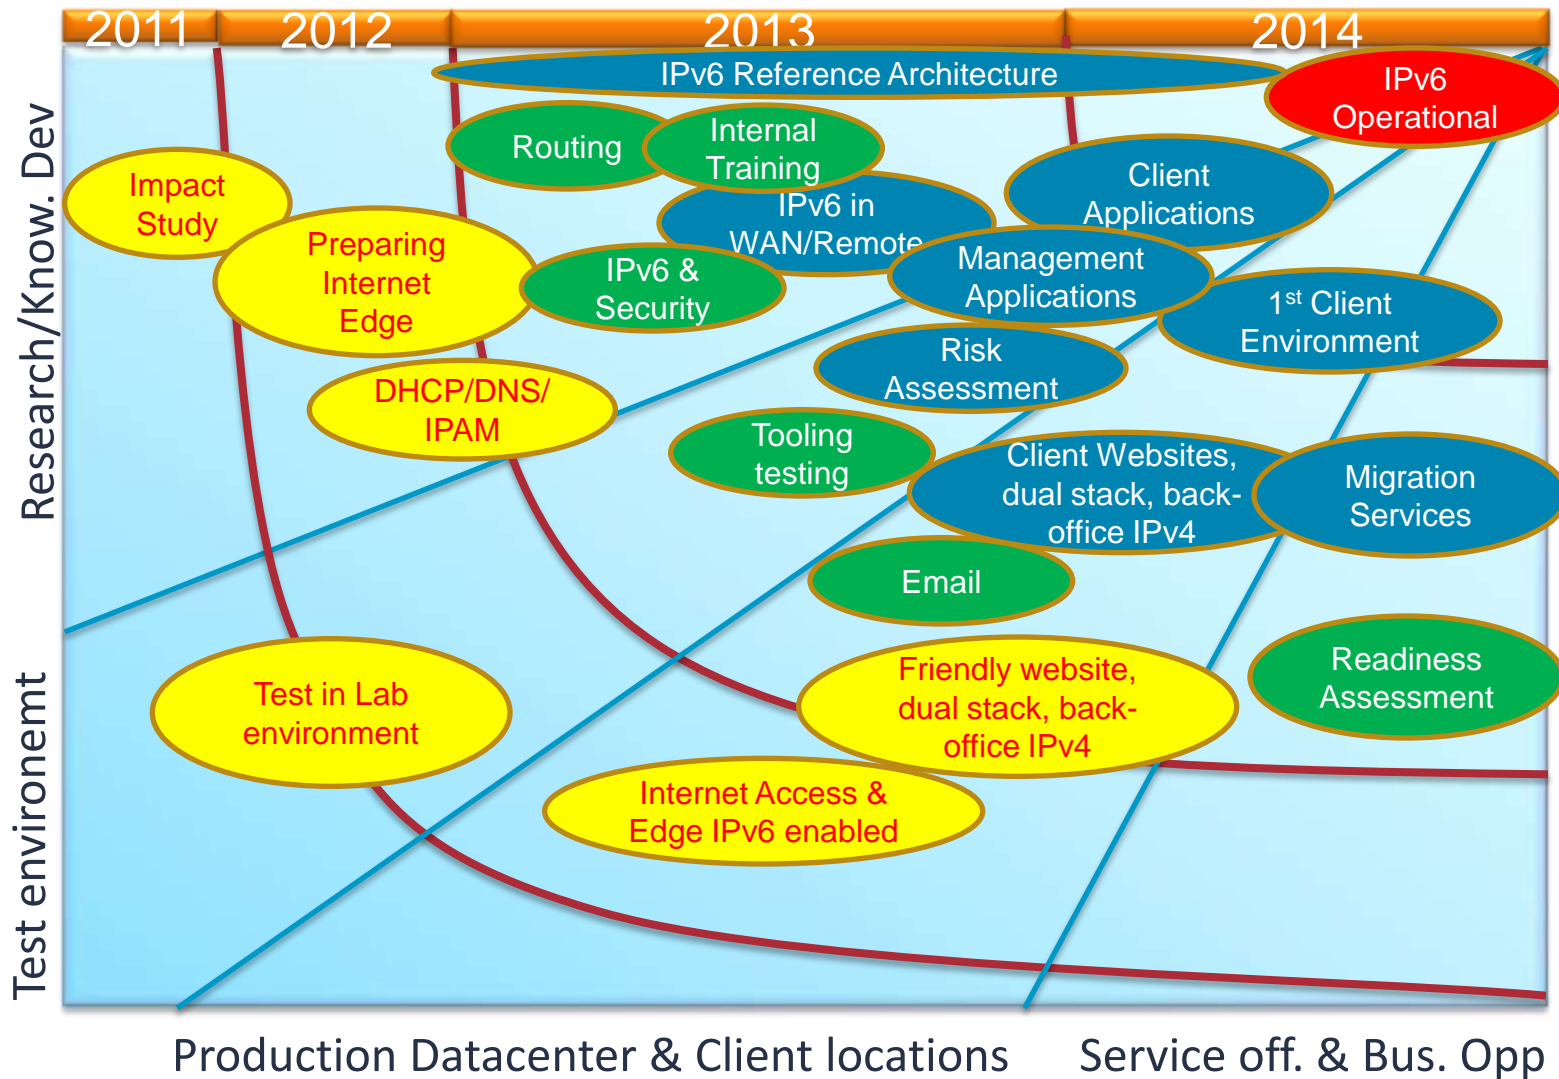 2011
2012
2013
2014
IPv6 Reference Architecture
IPv6
Operational
Routing
Internal
Training
Impact
Study
Client
Applications
IPv6 in
WAN/Remote
Preparing
Internet
Edge
IPv6 &
Security
Management
Applications
1st Client
Environment
Risk
Assessment
DHCP/DNS/
IPAM
Tooling
testing
Client Websites,
dual stack, back-
office IPv4
Migration
Services
Email
Friendly website,
dual stack, back-
office IPv4
Readiness
Assessment
Test in Lab
environment
Internet Access &
Edge IPv6 enabled
Research/Know. Dev
Test environemt
Production Datacenter & Client locations
Service off. & Bus. Opp